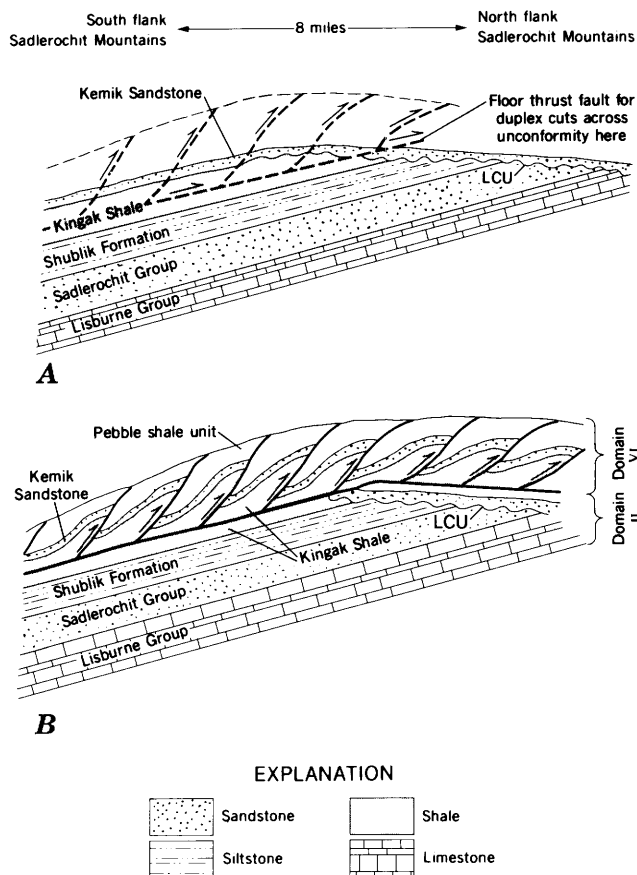 South flank
Sadlerochit Mountains
8 miles
North flank
Sadlerochit Mountains
Kemik Sandstone
Floor thrust fault for
duplex cuts across
unconformity here
LCU
Kingak Shale
Shublik Formation
Sadlerochit Group
Lisburne Group
A
Pebble shale unit
Kemik
Sandstone
Domain
VI
Domain
II
LCU
Kingak Shale
Shublik Formation
Sadlerochit Group
Lisburne Group
B
EXPLANATION
Sandstone
Shale
Siltstone
Limestone